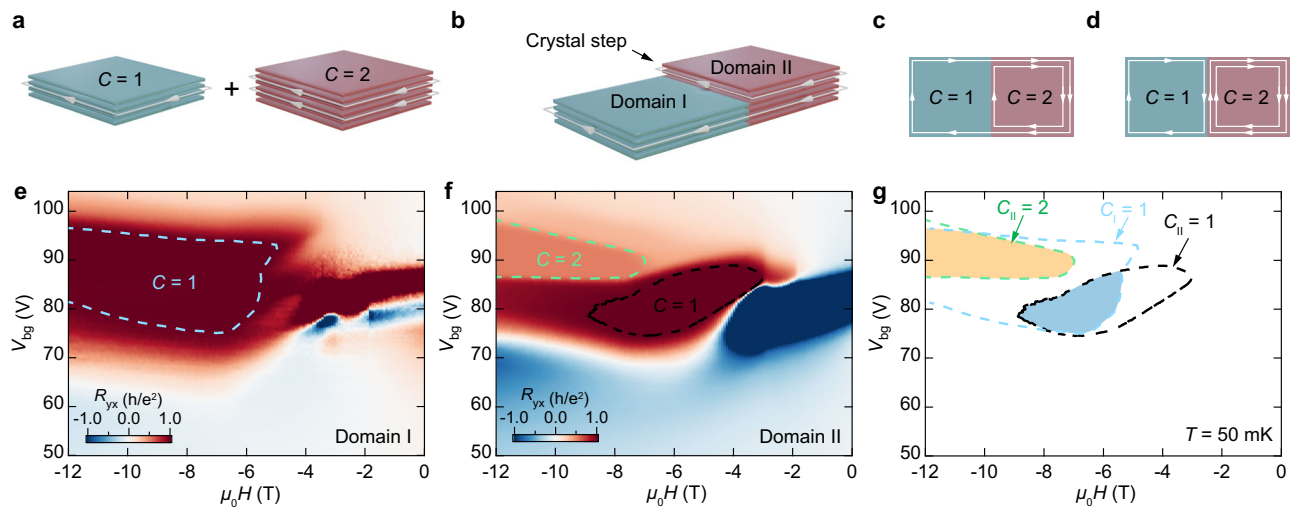 a
b
c
d
C = 1
+
C = 2
Crystal step
Domain I
Domain II
C = 1
C = 2
C = 1
C = 2
e
100
90
80
70
60
50
V_bg (V)
C = 1
R_yx (h/e²)
-1.0 0.0 1.0
Domain I
-12 -10 -8 -6 -4 -2 0
μ₀H (T)
f
100
90
80
70
60
50
V_bg (V)
C = 2
C = 1
R_yx (h/e²)
-1.0 0.0 1.0
Domain II
-12 -10 -8 -6 -4 -2 0
μ₀H (T)
g
100
90
80
70
60
50
V_bg (V)
C_II = 2
C_I = 1
C_II = 1
T = 50 mK
-12 -10 -8 -6 -4 -2 0
μ₀H (T)